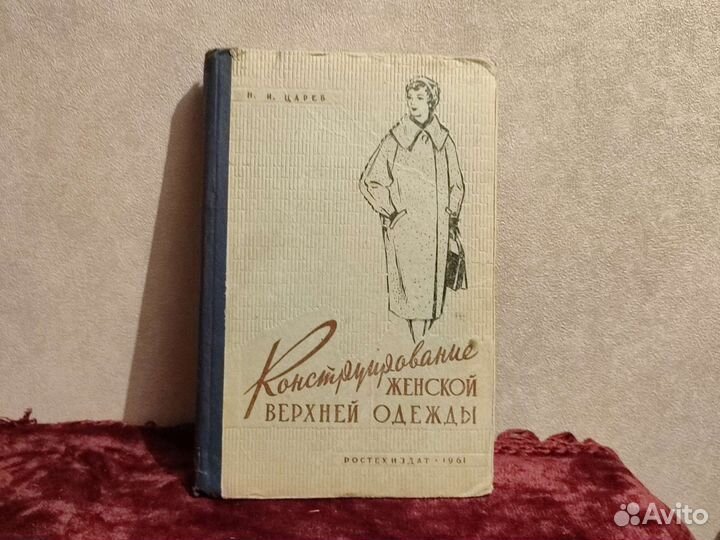 Н. И. ЦАРЕВ
Конструирование
ЖЕНСКОЙ
ВЕРХНЕЙ ОДЕЖДЫ
РОСТЕХИЗДАТ • 1961
Avito